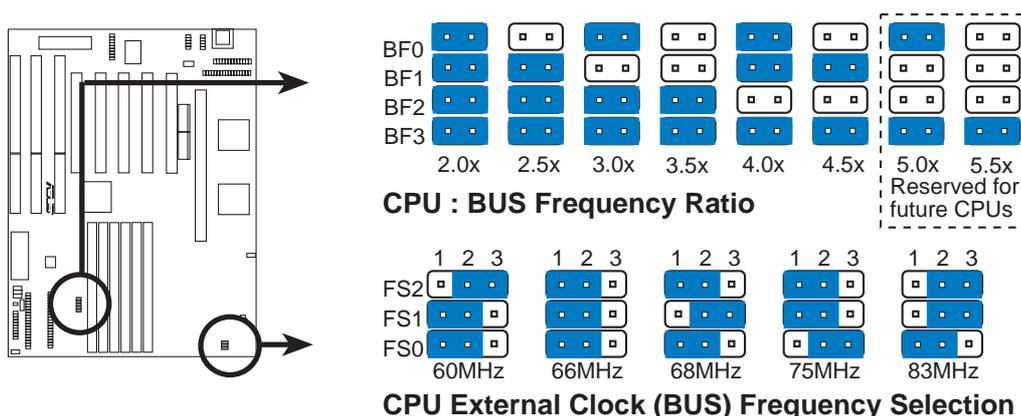 BF0
BF1
BF2
BF3
2.0x 2.5x 3.0x 3.5x 4.0x 4.5x 5.0x 5.5x
Reserved for
future CPUs
CPU : BUS Frequency Ratio
1 2 3 1 2 3 1 2 3 1 2 3 1 2 3
FS2
FS1
FS0
60MHz 66MHz 68MHz 75MHz 83MHz
CPU External Clock (BUS) Frequency Selection